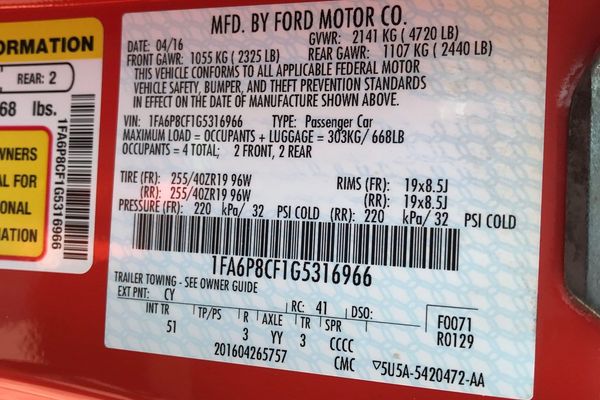 ORMATION
REAR: 2
68 lbs.
WNERS
AL FOR
IONAL
MATION
1FA6P8CF1G5316966
MFD. BY FORD MOTOR CO.
DATE: 04/16 GVWR: 2141 KG ( 4720 LB)
FRONT GAWR: 1055 KG ( 2325 LB) REAR GAWR: 1107 KG ( 2440 LB)
THIS VEHICLE CONFORMS TO ALL APPLICABLE FEDERAL MOTOR
VEHICLE SAFETY, BUMPER, AND THEFT PREVENTION STANDARDS
IN EFFECT ON THE DATE OF MANUFACTURE SHOWN ABOVE.
VIN: 1FA6P8CF1G5316966 TYPE: Passenger Car
MAXIMUM LOAD = OCCUPANTS + LUGGAGE = 303KG/ 668LB
OCCUPANTS = 4 TOTAL; 2 FRONT, 2 REAR
TIRE (FR): 255/40ZR19 96W RIMS (FR): 19x8.5J
(RR): 255/40ZR19 96W (RR): 19x8.5J
PRESSURE (FR): 220 kPa/ 32 PSI COLD (RR): 220 kPa/ 32 PSI COLD
1FA6P8CF1G5316966
TRAILER TOWING - SEE OWNER GUIDE
EXT PNT: CY RC: 41 DSO: F0071
INT TR TP/PS R AXLE TR SPR R0129
51 3 YY 3 CCCC
201604265757 CMC ▽5U5A-5420472-AA